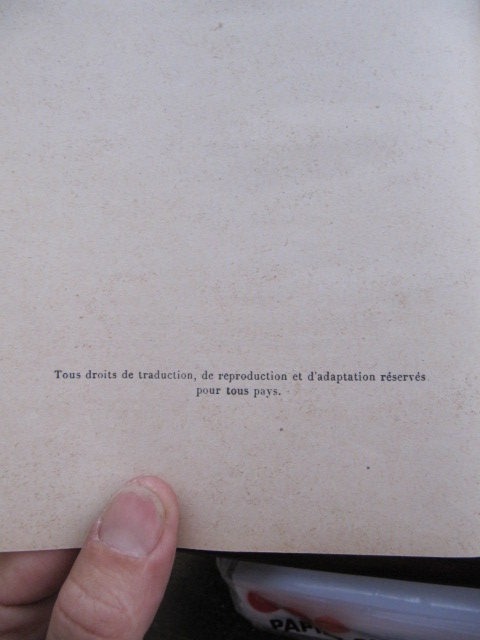 Tous droits de traduction, de reproduction et d'adaptation réservés
pour tous pays.